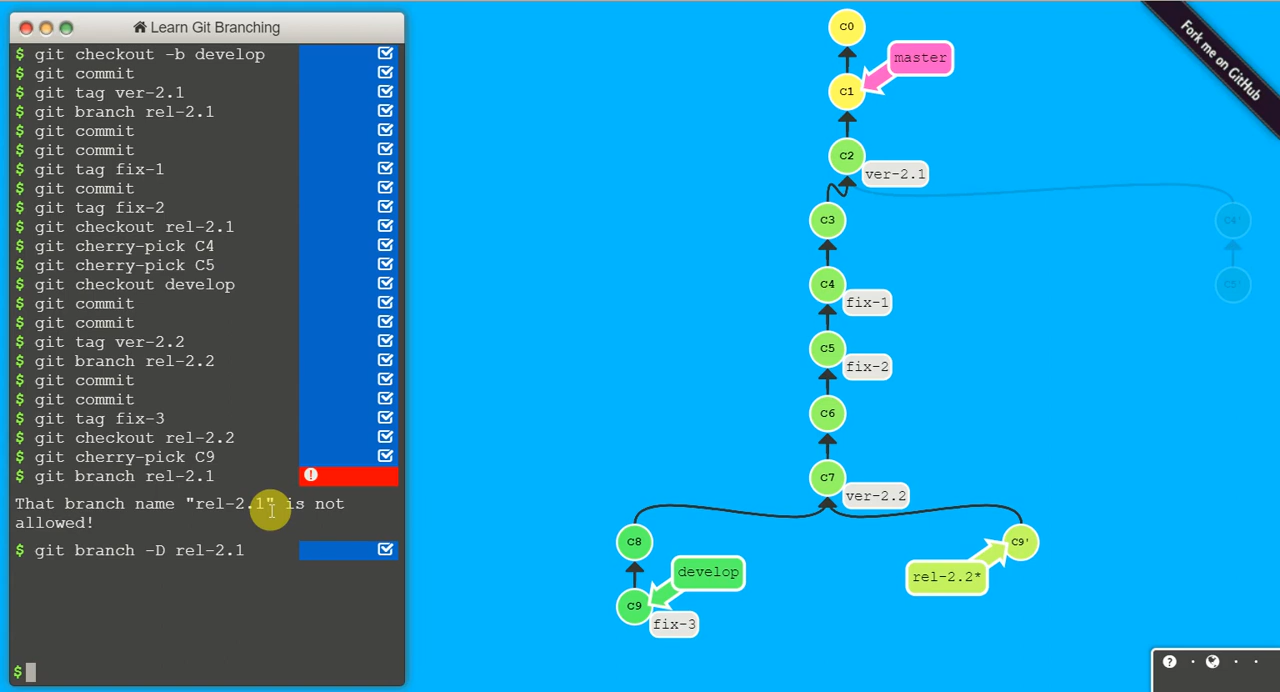 Learn Git Branching
$ git checkout -b develop
$ git commit
$ git tag ver-2.1
$ git branch rel-2.1
$ git commit
$ git commit
$ git tag fix-1
$ git commit
$ git tag fix-2
$ git checkout rel-2.1
$ git cherry-pick C4
$ git cherry-pick C5
$ git checkout develop
$ git commit
$ git commit
$ git tag ver-2.2
$ git branch rel-2.2
$ git commit
$ git commit
$ git tag fix-3
$ git checkout rel-2.2
$ git cherry-pick C9
$ git branch rel-2.1
That branch name "rel-2.1" is not
allowed!
$ git branch -D rel-2.1
$
C0
master
C1
C2
ver-2.1
C3
C4'
C4
fix-1
C5'
C5
fix-2
C6
C7
ver-2.2
C8
C9'
develop
rel-2.2*
C9
fix-3
Fork me on GitHub